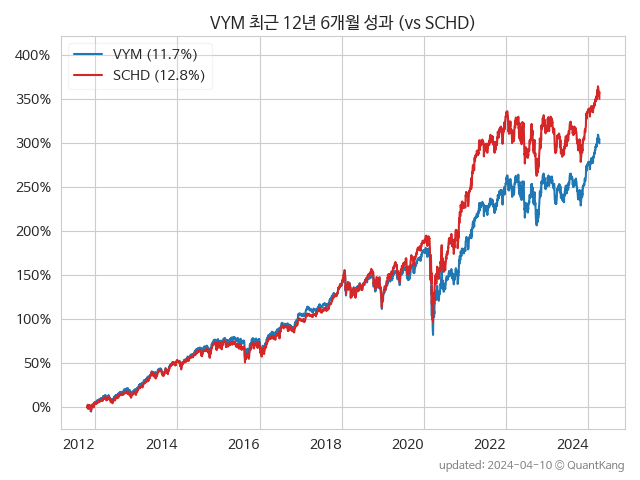 VYM 최근 12년 6개월 성과 (vs SCHD)
VYM (11.7%)
SCHD (12.8%)
400%
350%
300%
250%
200%
150%
100%
50%
0%
2012 2014 2016 2018 2020 2022 2024
updated: 2024-04-10 © QuantKang